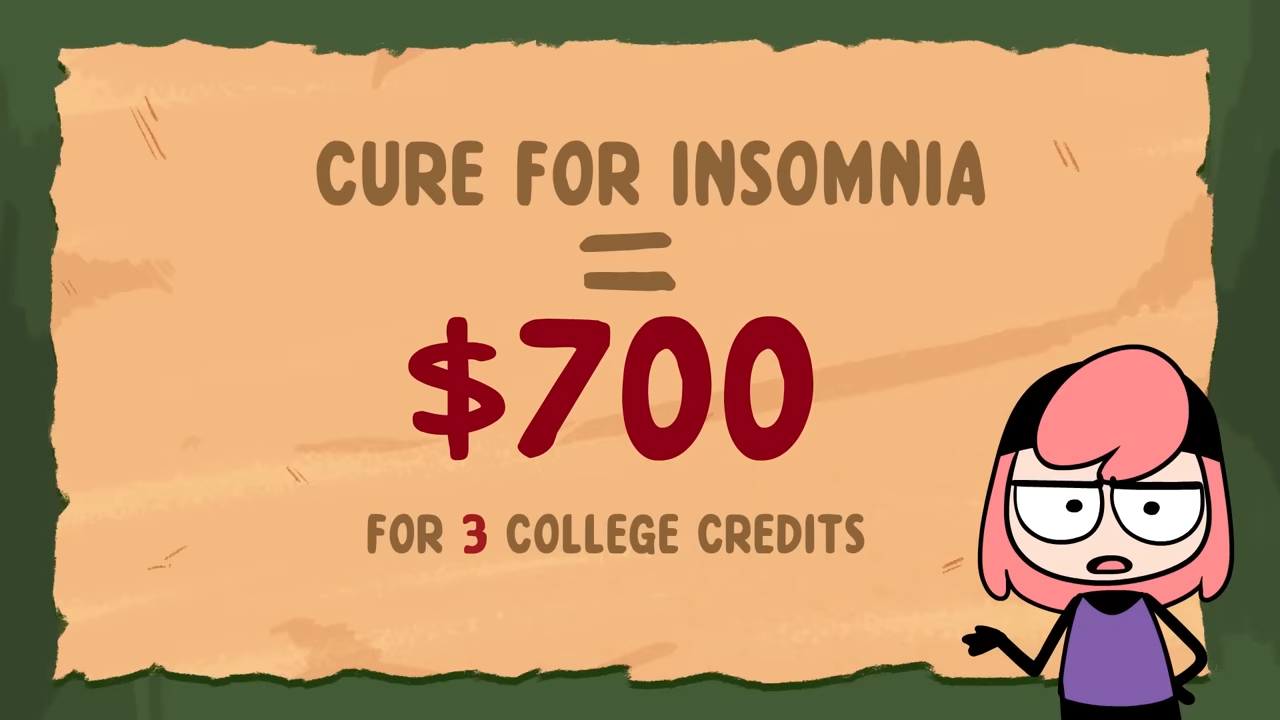 CURE FOR INSOMNIA
=
$700
FOR 3 COLLEGE CREDITS